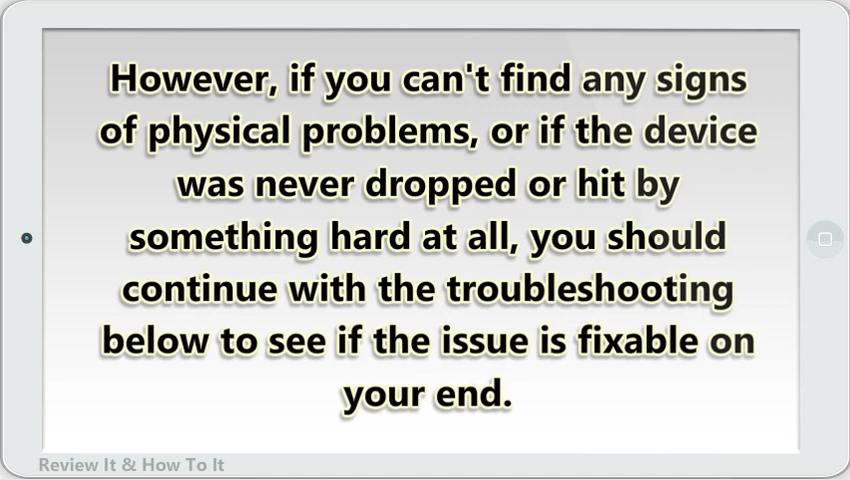 However, if you can't find any signs
of physical problems, or if the device
was never dropped or hit by
something hard at all, you should
continue with the troubleshooting
below to see if the issue is fixable on
your end.
Review It & How To It